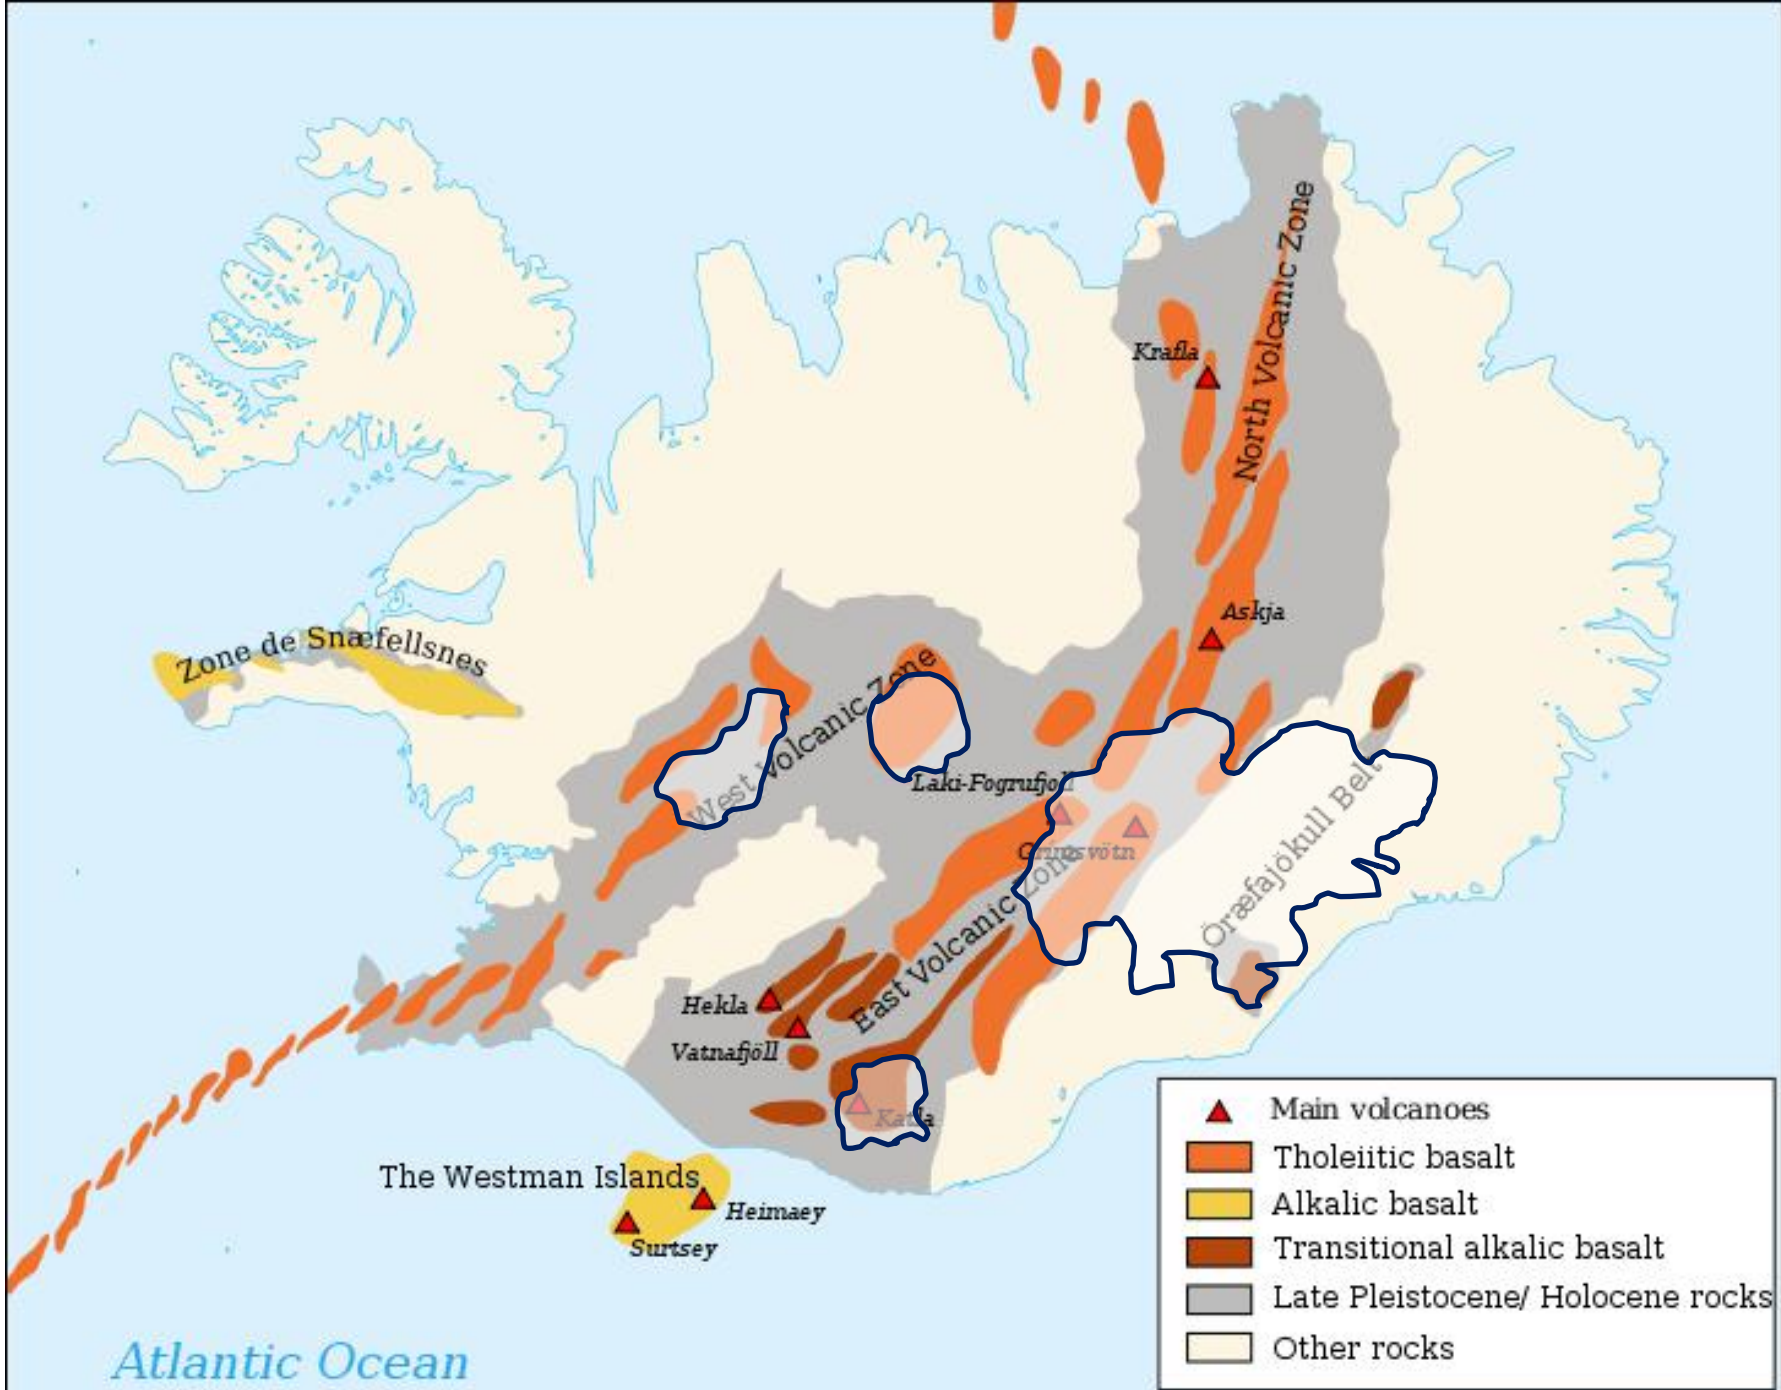 North Volcanic Zone
Krafla
Askja
Zone de Snæfellsnes
West Volcanic Zone
Laki-Fogrufjöll
Grímsvötn
Öræfajökull Belt
East Volcanic Zone
Hekla
Vatnafjöll
Katla
The Westman Islands
Heimaey
Surtsey
Main volcanoes
Tholeiitic basalt
Alkalic basalt
Transitional alkalic basalt
Late Pleistocene/ Holocene rocks
Other rocks
Atlantic Ocean